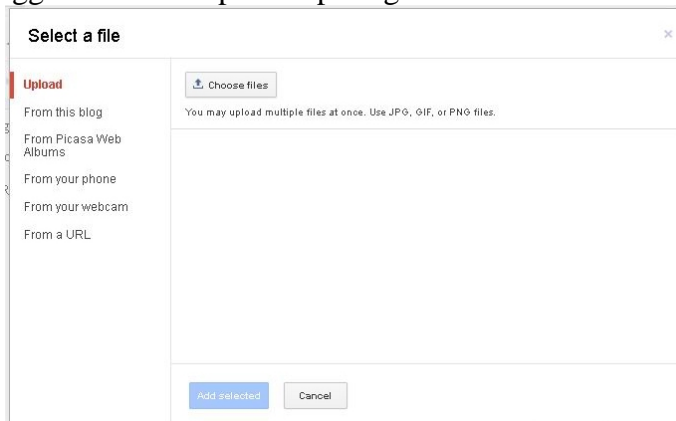 Select a file
×
Upload
From this blog
From Picasa Web
Albums
From your phone
From your webcam
From a URL
Choose files
You may upload multiple files at once. Use JPG, GIF, or PNG files.
Add selected
Cancel